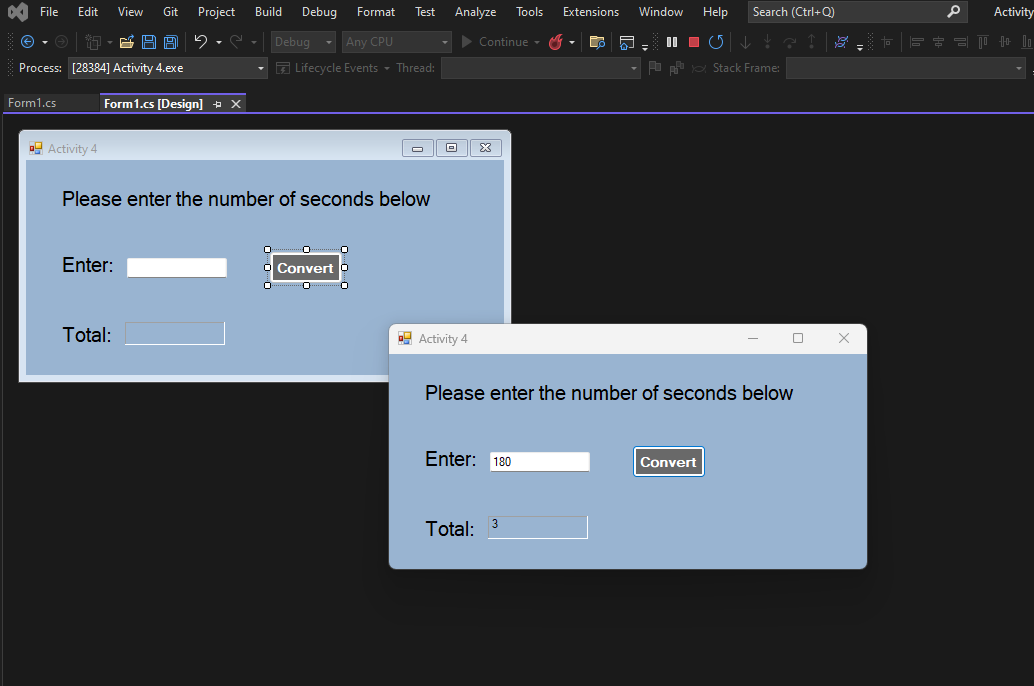 File Edit View Git Project Build Debug Format Test Analyze Tools Extensions Window Help Search (Ctrl+Q) Activity
Debug Any CPU Continue
Process: [28384] Activity 4.exe Lifecycle Events Thread: Stack Frame:
Form1.cs Form1.cs [Design]
Activity 4
Please enter the number of seconds below
Enter: Convert
Total:
Activity 4
Please enter the number of seconds below
Enter: 180 Convert
Total: 3